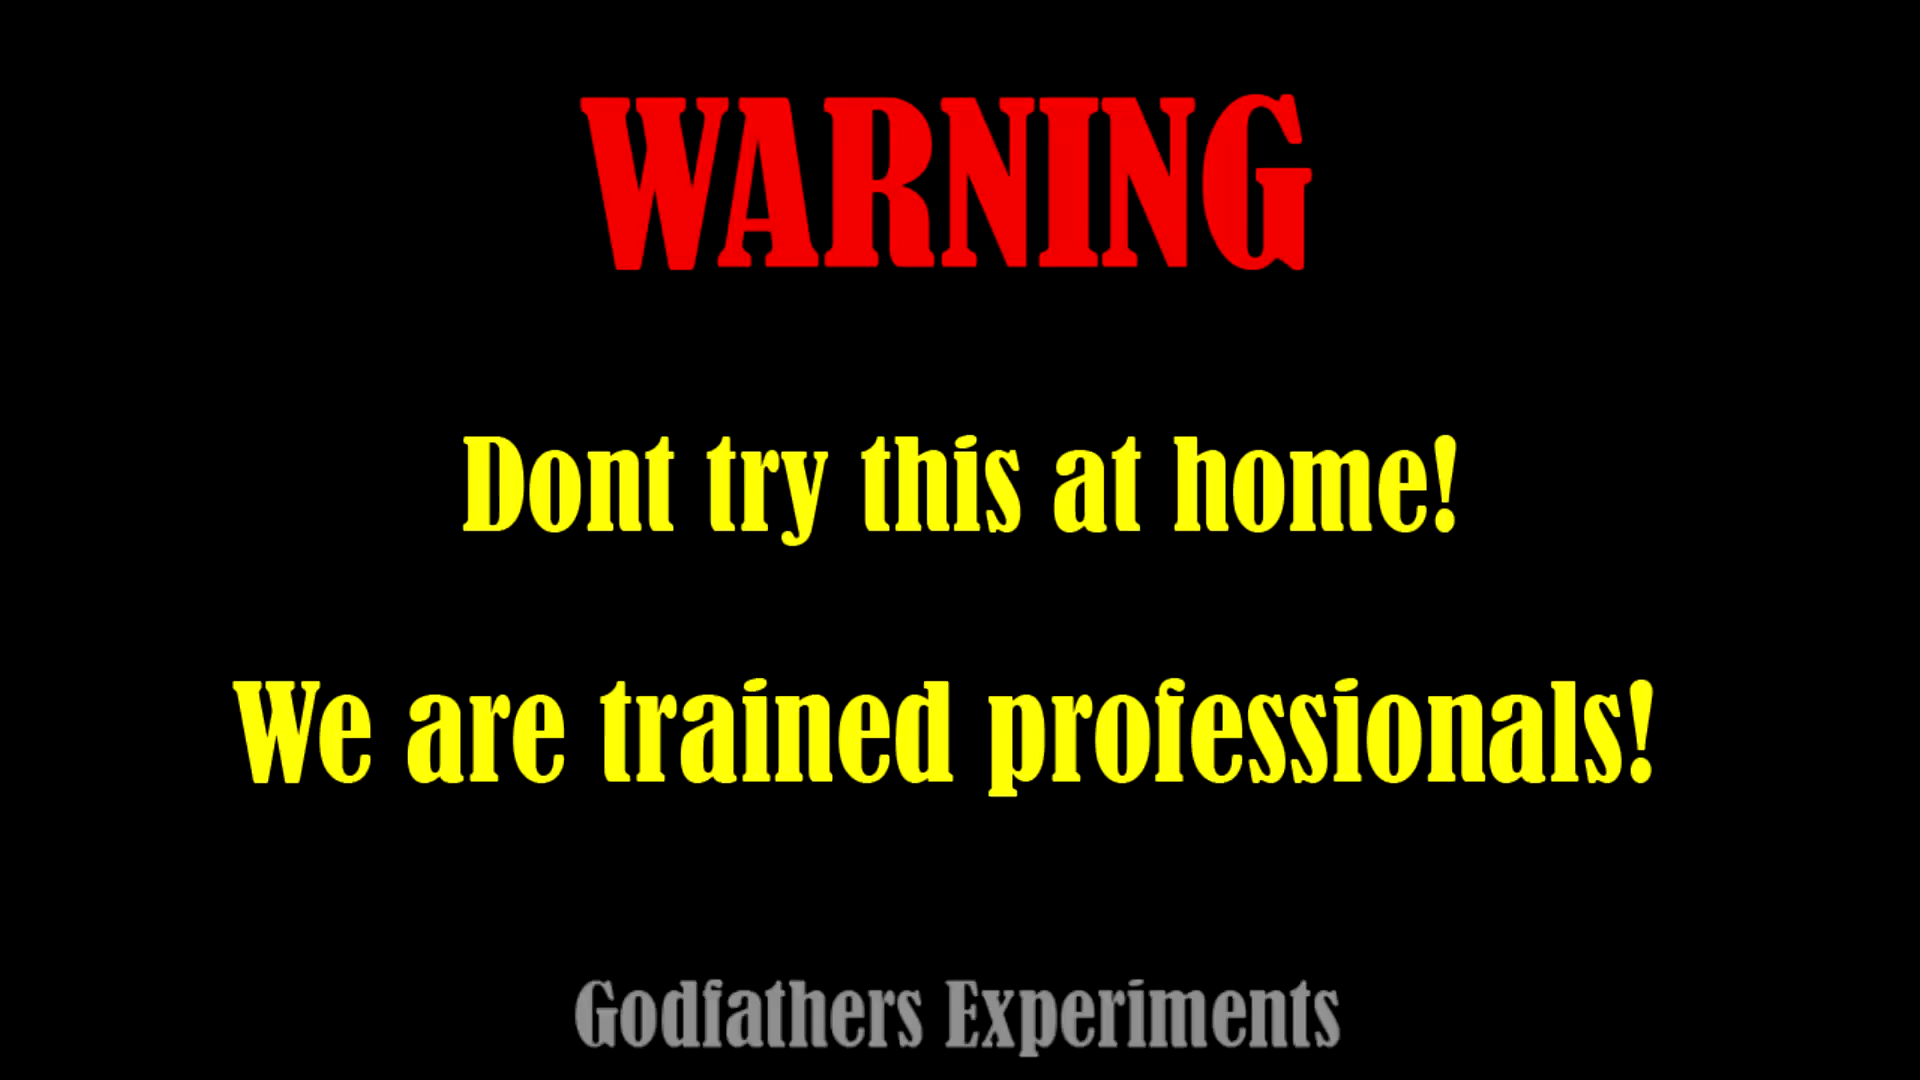 WARNING
Dont try this at home!
We are trained professionals!
Godfathers Experiments